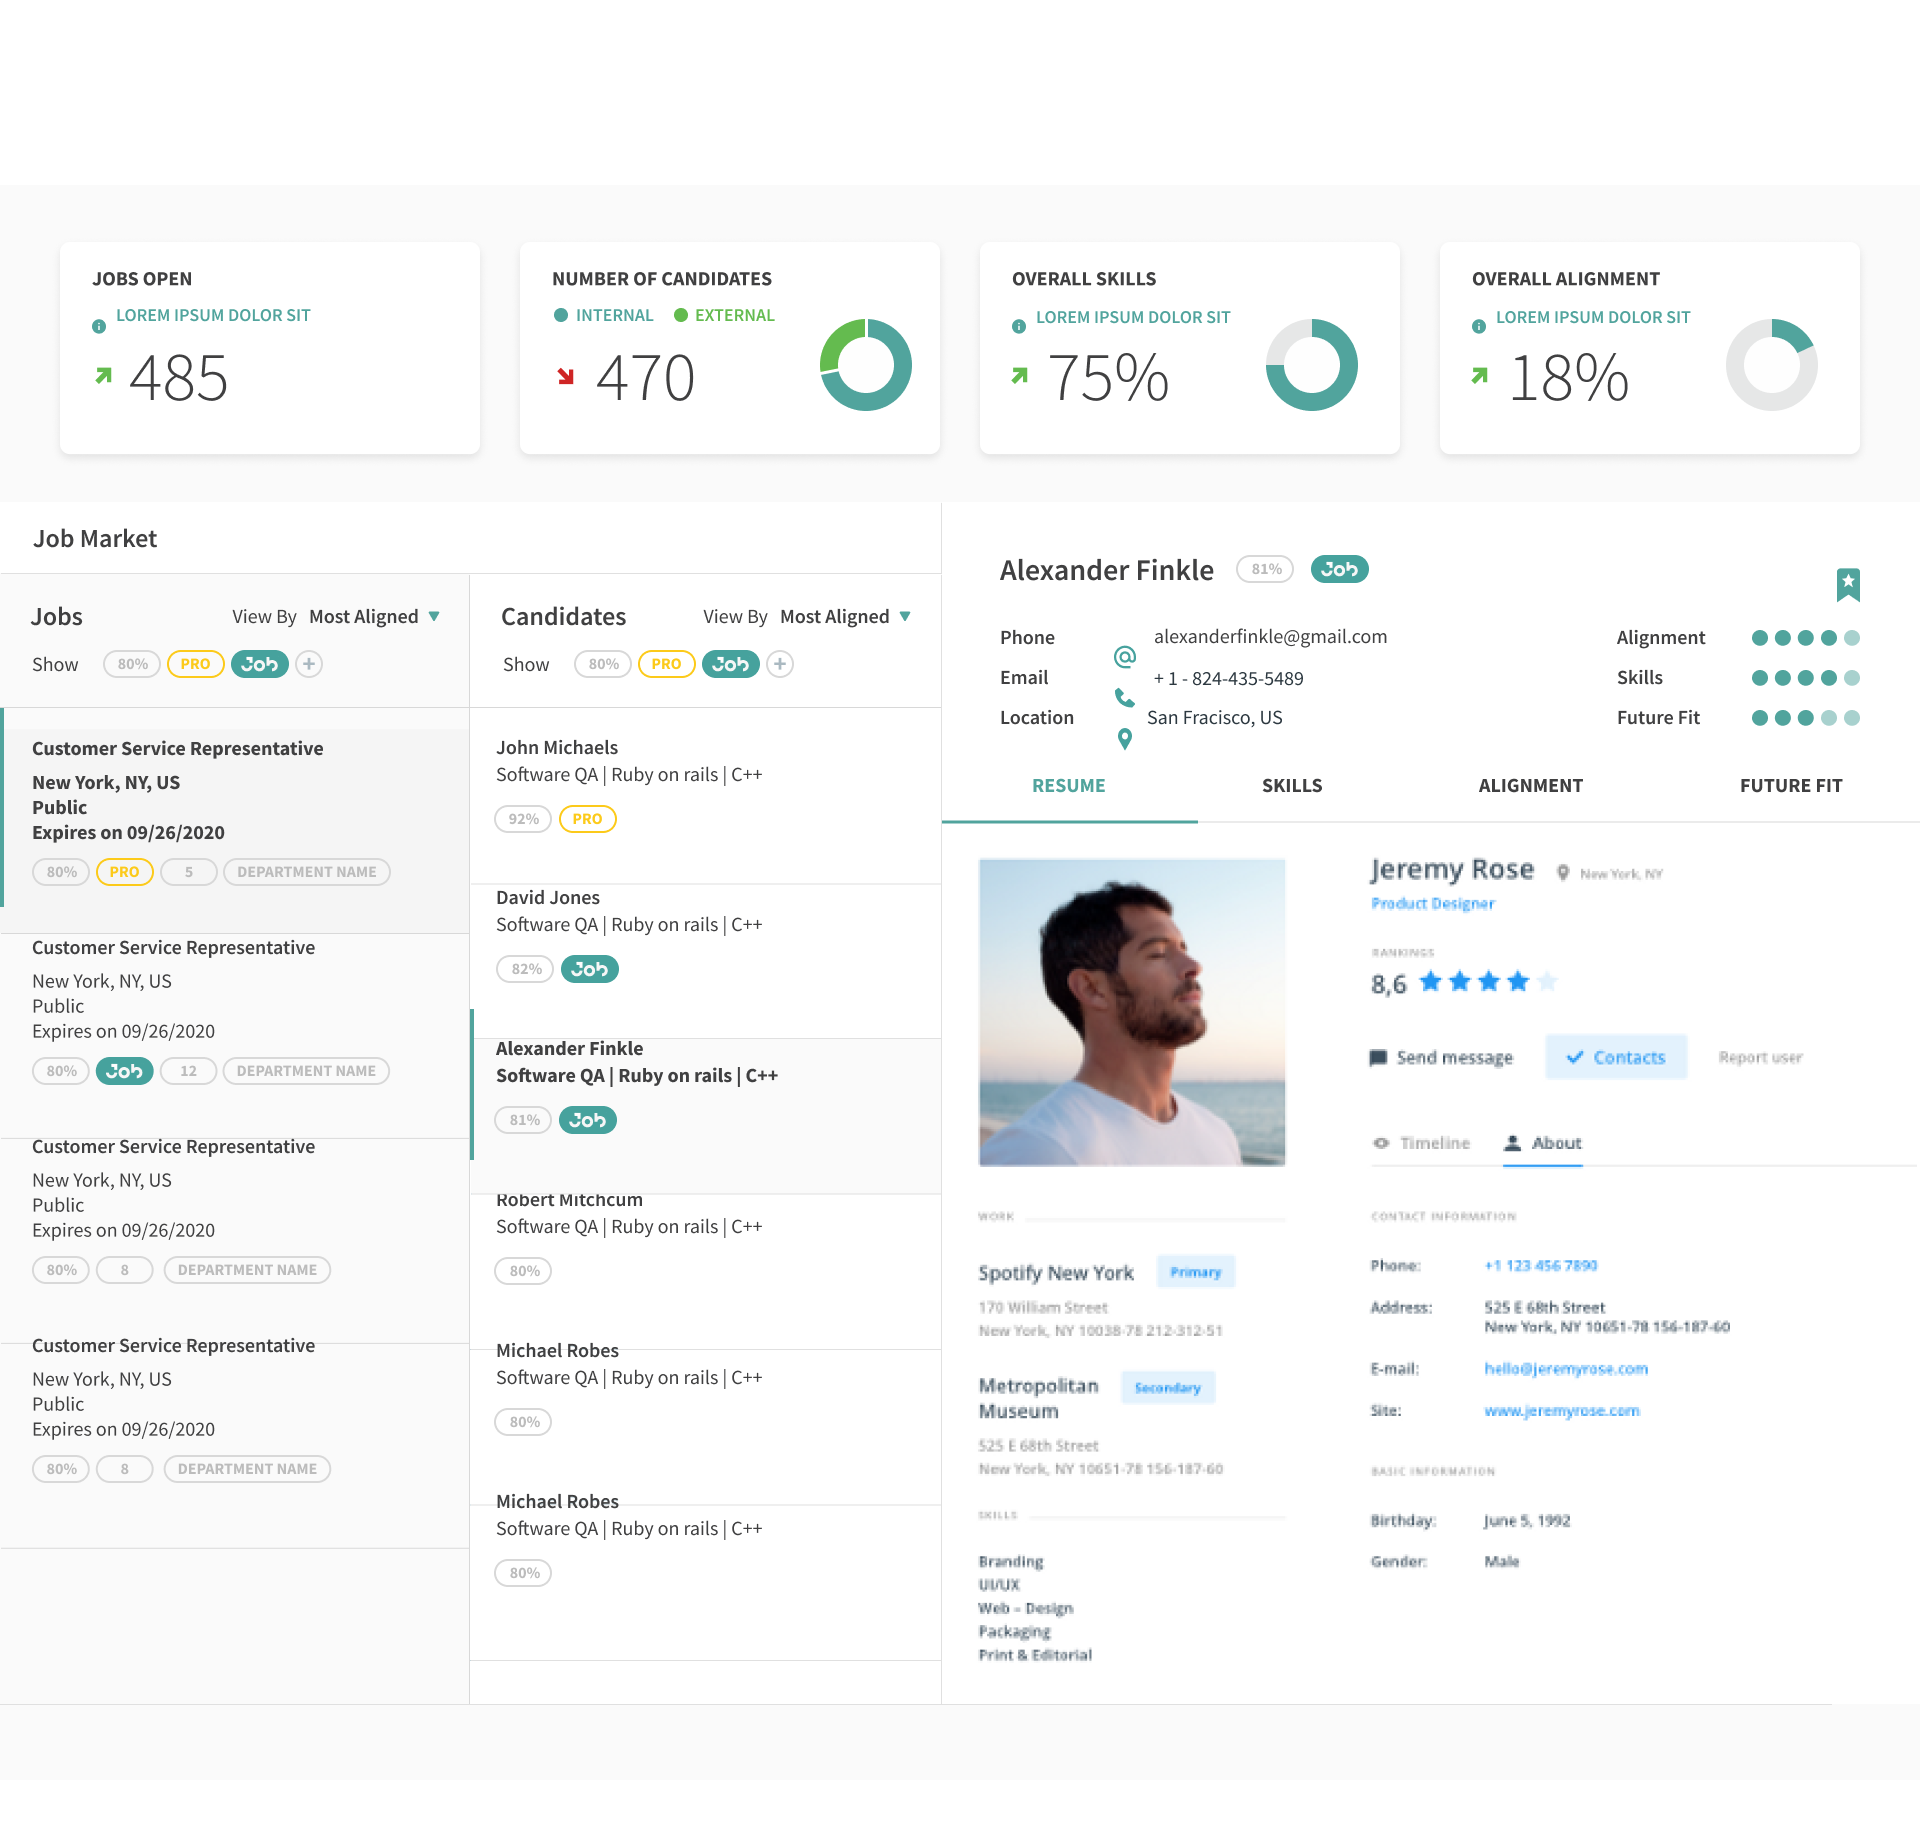 JOBS OPEN
LOREM IPSUM DOLOR SIT
485
NUMBER OF CANDIDATES
INTERNAL EXTERNAL
470
OVERALL SKILLS
LOREM IPSUM DOLOR SIT
75%
OVERALL ALIGNMENT
LOREM IPSUM DOLOR SIT
18%
Job Market
Jobs
View By Most Aligned
Show 80% PRO Job +
Customer Service Representative
New York, NY, US
Public
Expires on 09/26/2020
80% PRO 5 DEPARTMENT NAME
Customer Service Representative
New York, NY, US
Public
Expires on 09/26/2020
80% Job 12 DEPARTMENT NAME
Customer Service Representative
New York, NY, US
Public
Expires on 09/26/2020
80% 8 DEPARTMENT NAME
Customer Service Representative
New York, NY, US
Public
Expires on 09/26/2020
80% 8 DEPARTMENT NAME
Candidates
View By Most Aligned
Show 80% PRO Job +
John Michaels
Software QA | Ruby on rails | C++
92% PRO
David Jones
Software QA | Ruby on rails | C++
82% Job
Alexander Finkle
Software QA | Ruby on rails | C++
81% Job
Robert Mitchcum
Software QA | Ruby on rails | C++
80%
Michael Robes
Software QA | Ruby on rails | C++
80%
Michael Robes
Software QA | Ruby on rails | C++
80%
Alexander Finkle 81% Job
Phone alexanderfinkle@gmail.com
Email + 1 - 824-435-5489
Location San Fracisco, US
Alignment
Skills
Future Fit
RESUME SKILLS ALIGNMENT FUTURE FIT
Jeremy Rose New York, NY
Product Designer
RANKINGS
8,6
Send message Contacts Report user
Timeline About
WORK
Spotify New York Primary
170 William Street
New York, NY 10038-78 212-312-51
Metropolitan Secondary
Museum
525 E 68th Street
New York, NY 10651-78 156-187-60
SKILLS
Branding
UI/UX
Web – Design
Packaging
Print & Editorial
CONTACT INFORMATION
Phone: +1 123 456 7890
Address: 525 E 68th Street
New York, NY 10651-78 156-187-60
E-mail: hello@jeremyrose.com
Site: www.jeremyrose.com
BASIC INFORMATION
Birthday: June 5, 1992
Gender: Male